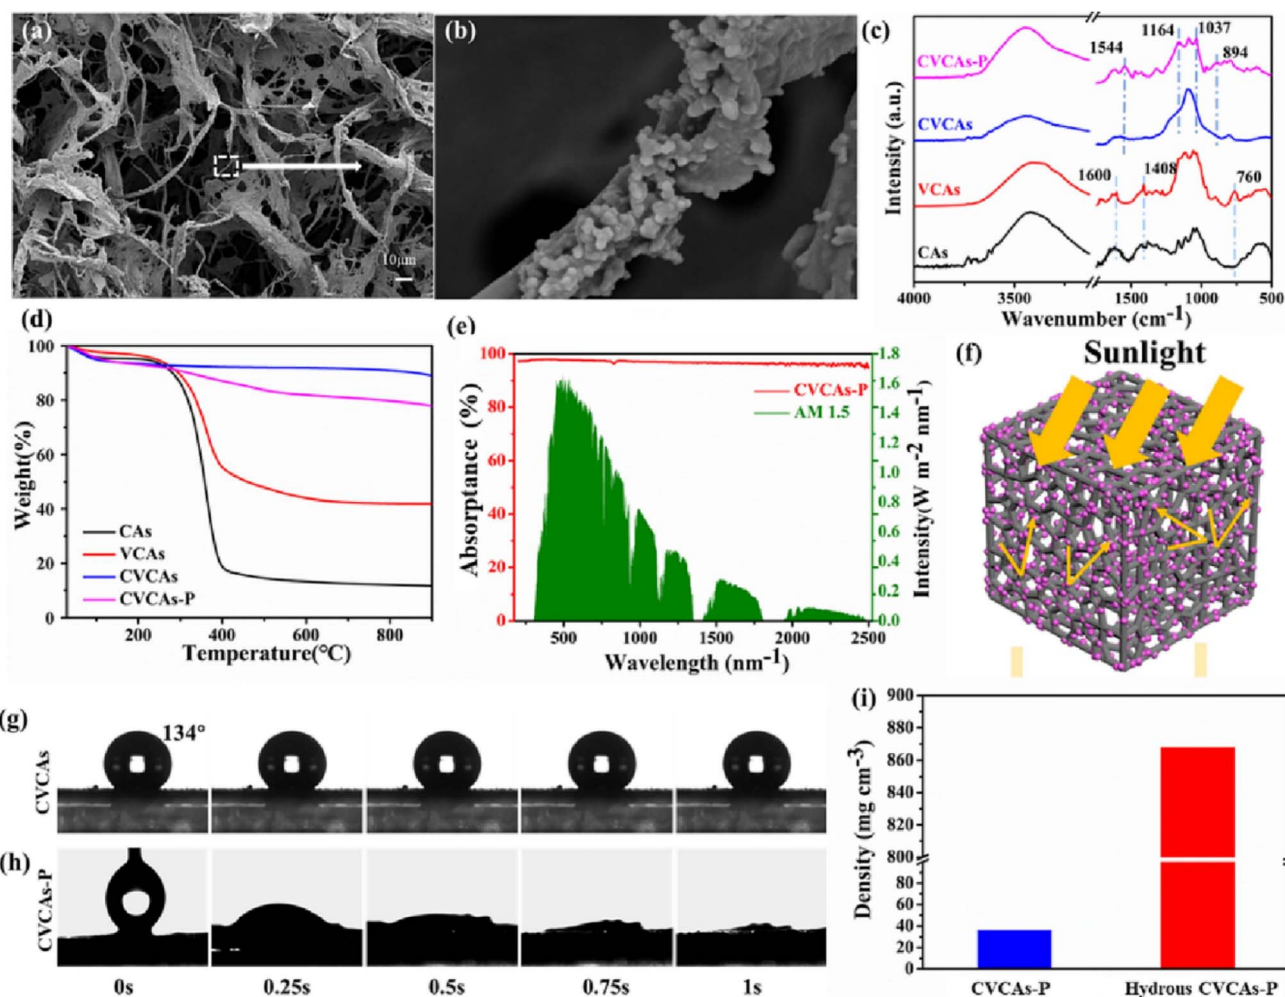 (a)
10μm
(b)
(c)
1164
1037
1544
894
CVCAs-P
CVCAs
1600
1408
760
VCAs
CAs
Intensity (a.u.)
4000
3500
1500
1000
500
Wavenumber (cm-1)
(d)
100
80
60
40
20
0
Weight(%)
CAs
VCAs
CVCAs
CVCAs-P
200
400
600
800
Temperature(°C)
(e)
100
80
60
40
20
0
Absorptance (%)
CVCAs-P
AM 1.5
1.8
1.6
1.4
1.2
1.0
0.8
0.6
0.4
0.2
0.0
Intensity(W m-2 nm-1)
500
1000
1500
2000
2500
Wavelength (nm-1)
(f)
Sunlight
(g)
CVCAs
134°
(h)
CVCAs-P
0s
0.25s
0.5s
0.75s
1s
(i)
900
880
860
840
820
800
80
60
40
20
0
Density (mg cm-3)
CVCAs-P
Hydrous CVCAs-P